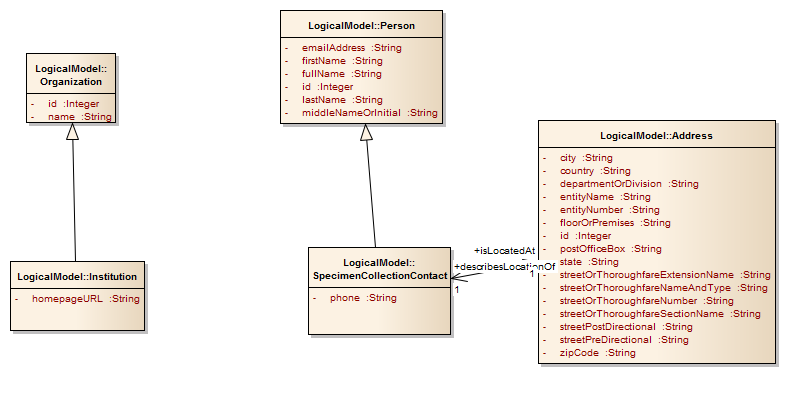 LogicalModel::
Organization
- id :Integer
- name :String
LogicalModel::Person
- emailAddress :String
- firstName :String
- fullName :String
- id :Integer
- lastName :String
- middleNameOrInitial :String
LogicalModel::Address
- city :String
- country :String
- departmentOrDivision :String
- entityName :String
- entityNumber :String
- floorOrPremises :String
- id :Integer
- postOfficeBox :String
- state :String
- streetOrThoroughfareExtensionName :String
- streetOrThoroughfareNameAndType :String
- streetOrThoroughfareNumber :String
- streetOrThoroughfareSectionName :String
- streetPostDirectional :String
- streetPreDirectional :String
- zipCode :String
LogicalModel::Institution
- homepageURL :String
LogicalModel::
SpecimenCollectionContact
- phone :String
+isLocatedAt
+describesLocationOf
1
1